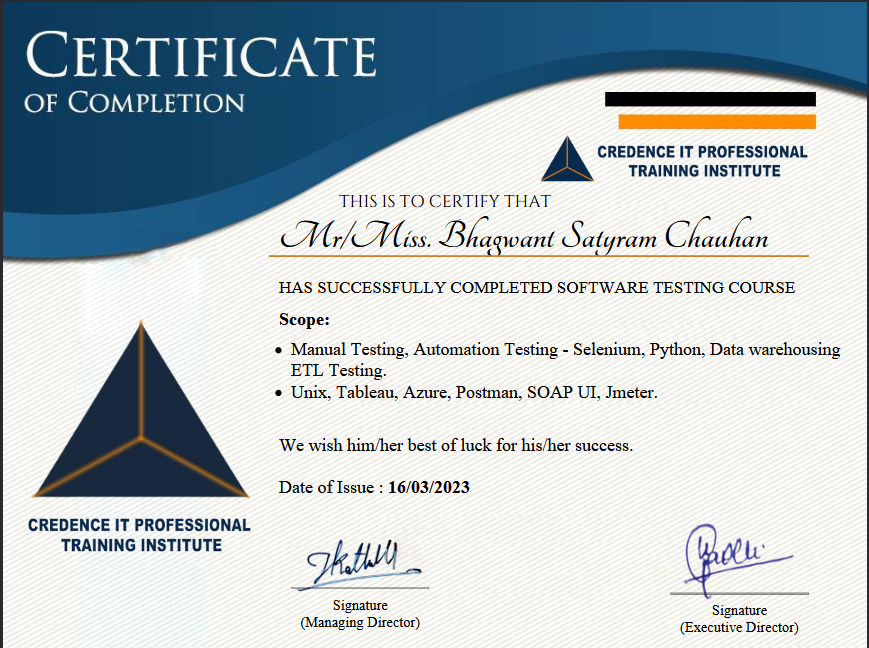 CERTIFICATE
OF COMPLETION
CREDENCE IT PROFESSIONAL
TRAINING INSTITUTE
THIS IS TO CERTIFY THAT
Mr/Miss. Bhagwant Satyram Chauhan
HAS SUCCESSFULLY COMPLETED SOFTWARE TESTING COURSE
Scope:
• Manual Testing, Automation Testing - Selenium, Python, Data warehousing
ETL Testing.
• Unix, Tableau, Azure, Postman, SOAP UI, Jmeter.
We wish him/her best of luck for his/her success.
Date of Issue : 16/03/2023
CREDENCE IT PROFESSIONAL
TRAINING INSTITUTE
Signature
(Managing Director)
Signature
(Executive Director)